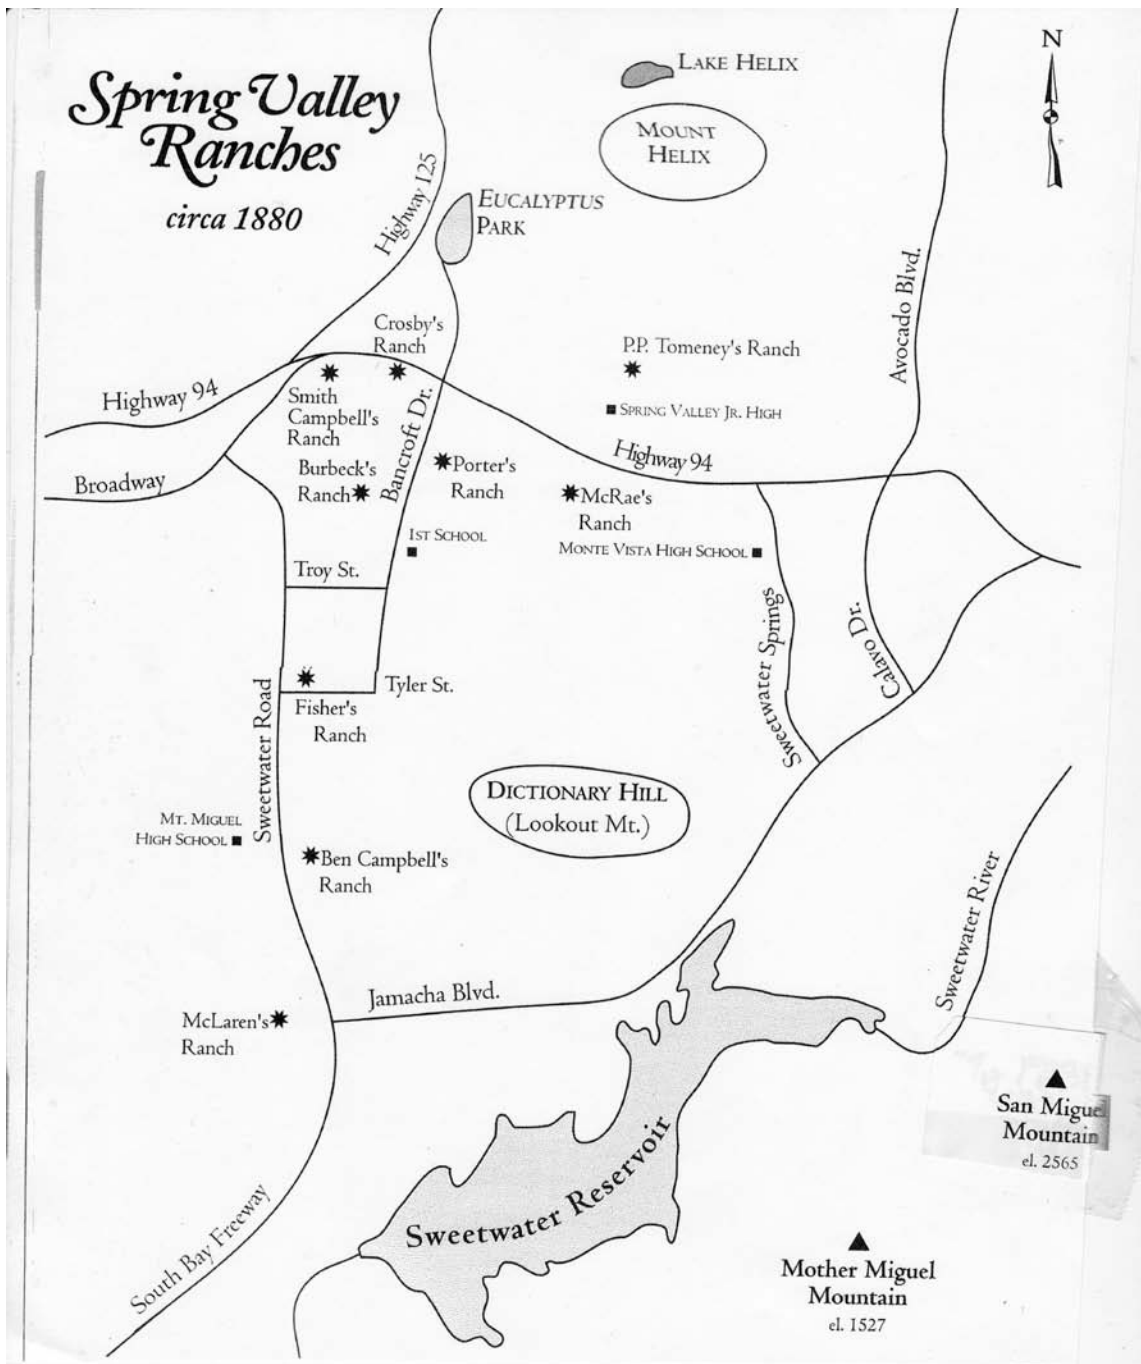 Spring Valley
Ranches
circa 1880
N
LAKE HELIX
MOUNT
HELIX
Highway 125
EUCALYPTUS
PARK
Avocado Blvd.
Crosby's
Ranch
P.P. Tomeney's Ranch
Highway 94
Smith
Campbell's
Ranch
Bancroft Dr.
SPRING VALLEY JR. HIGH
Highway 94
Broadway
Burbeck's
Ranch
Porter's
Ranch
McRae's
Ranch
1ST SCHOOL
MONTE VISTA HIGH SCHOOL
Troy St.
Sweetwater Springs
Calavo Dr.
Tyler St.
Fisher's
Ranch
Sweetwater Road
DICTIONARY HILL
(Lookout Mt.)
MT. MIGUEL
HIGH SCHOOL
Ben Campbell's
Ranch
Sweetwater River
Jamacha Blvd.
McLaren's
Ranch
San Miguel
Mountain
el. 2565
Sweetwater Reservoir
South Bay Freeway
Mother Miguel
Mountain
el. 1527